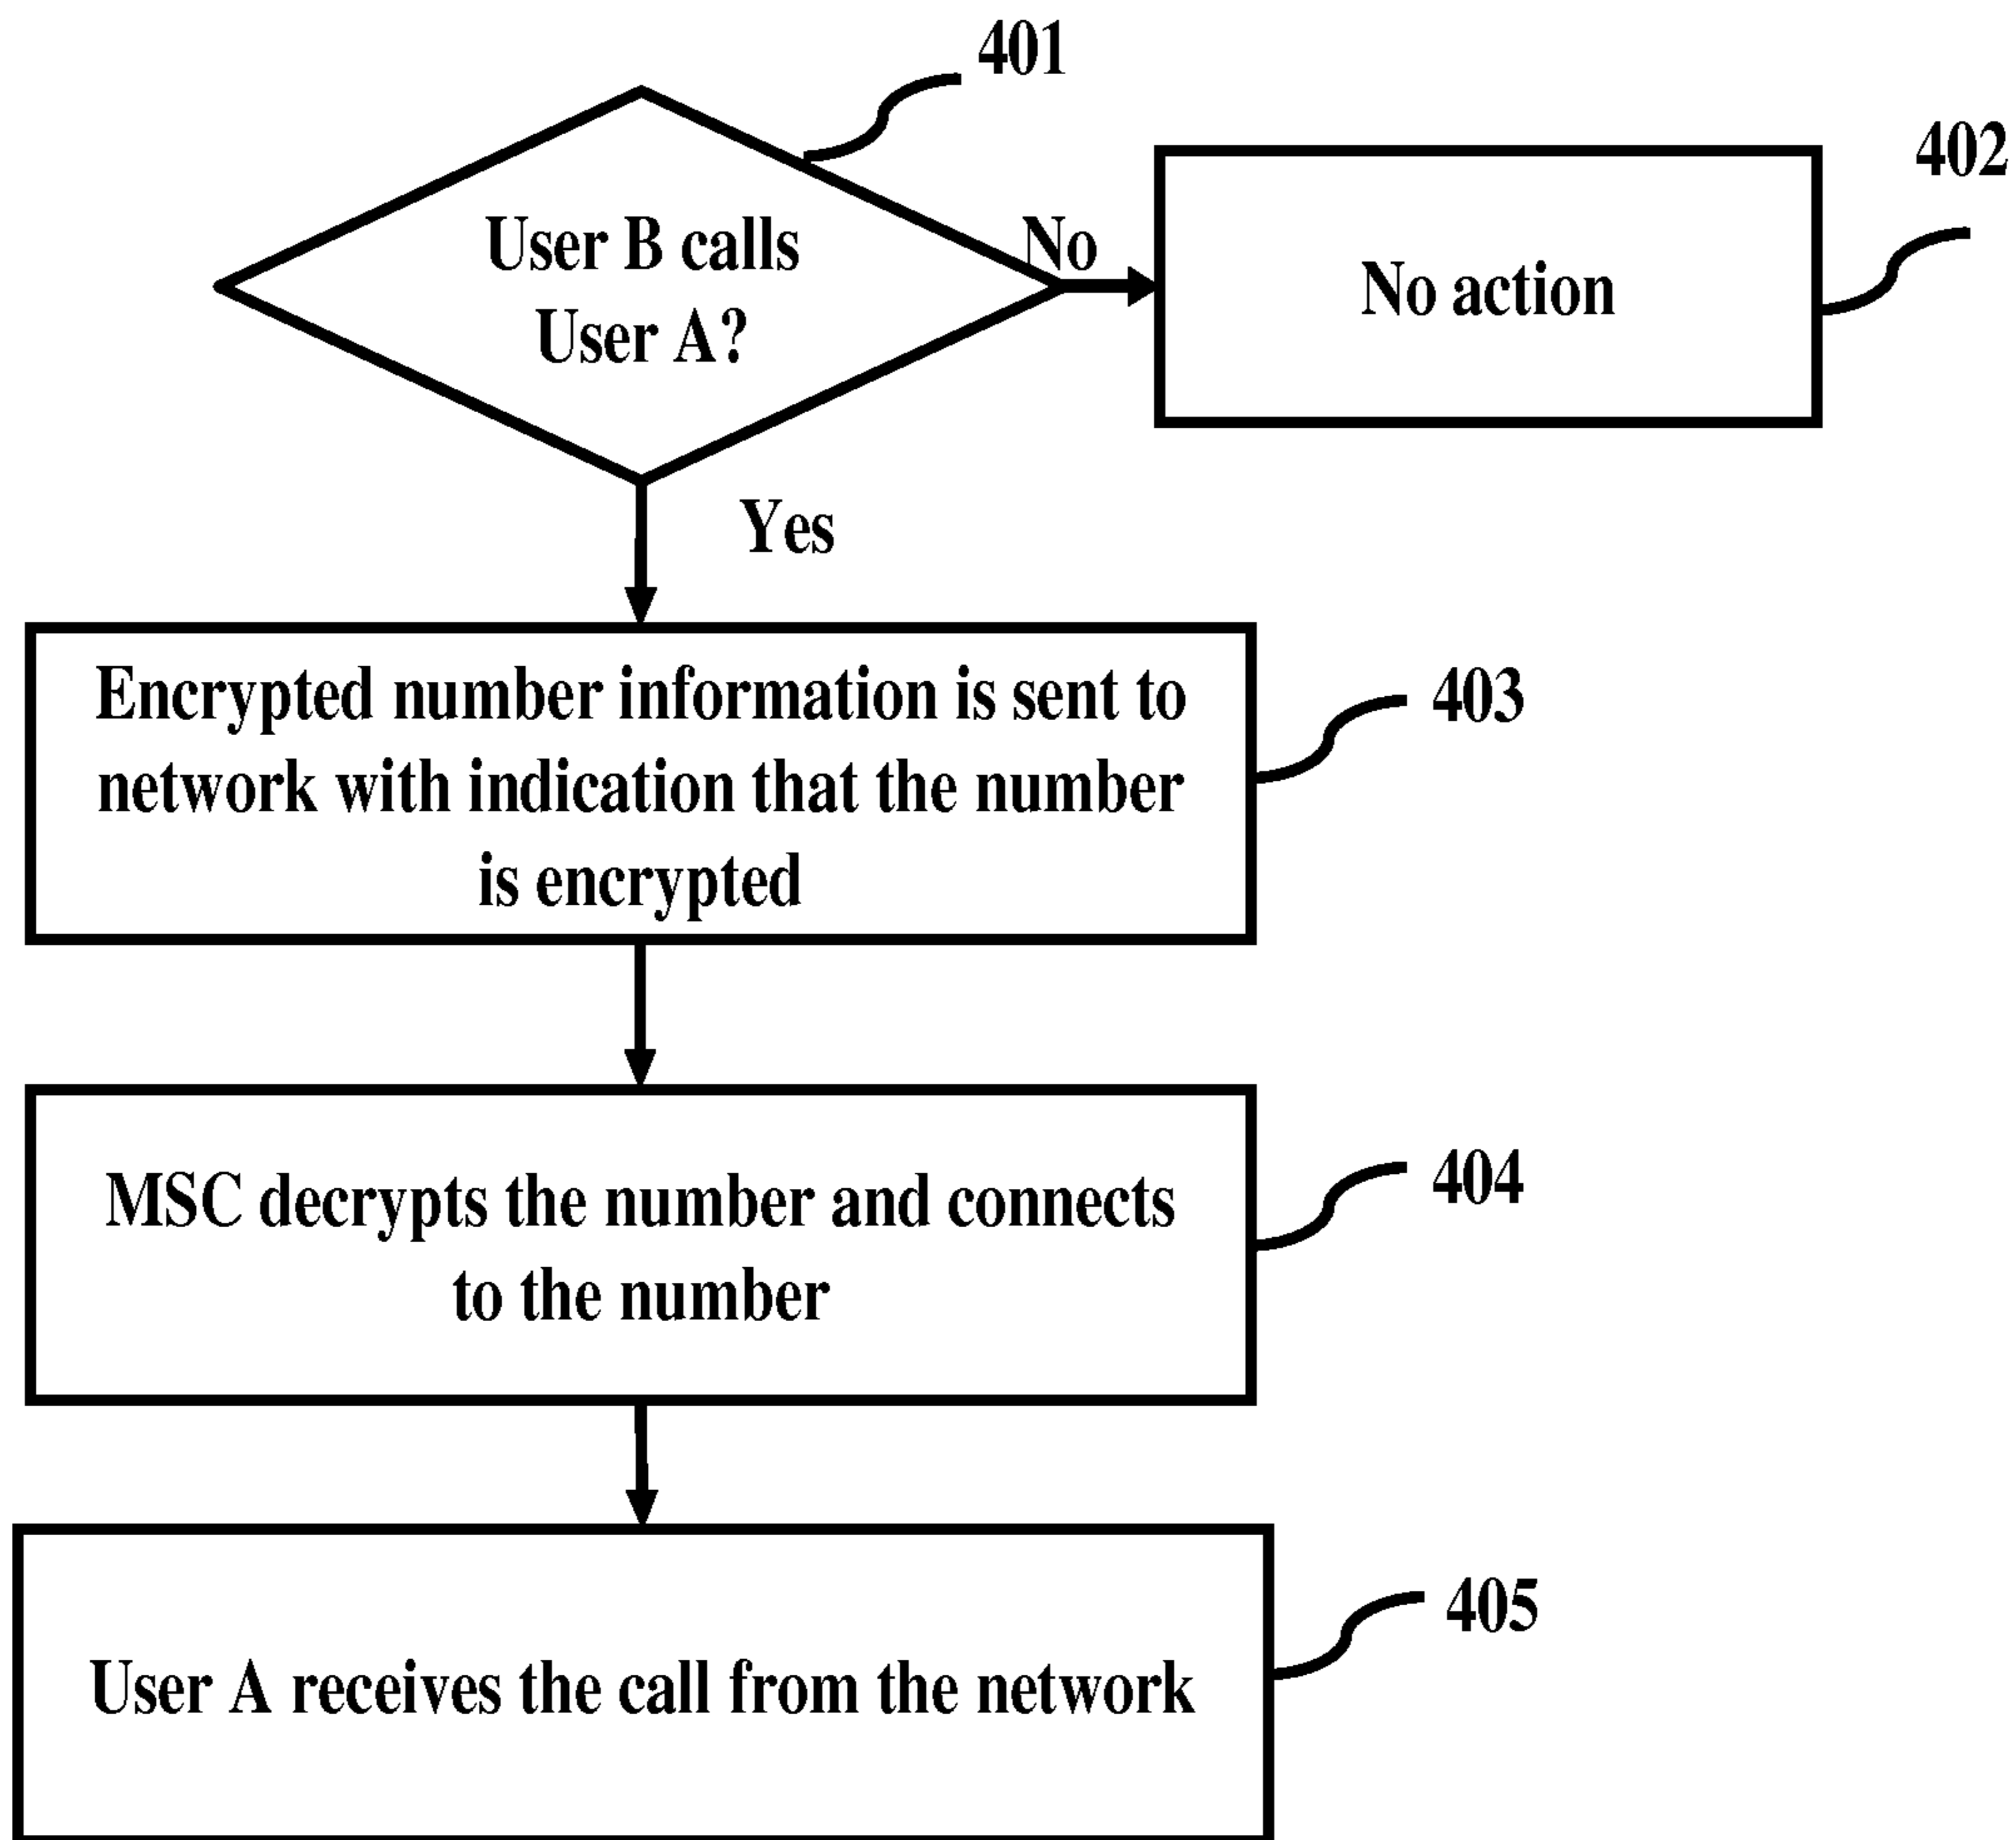 401
402
User B calls
User A?
No
No action
Yes
Encrypted number information is sent to
network with indication that the number
is encrypted
403
MSC decrypts the number and connects
to the number
404
User A receives the call from the network
405